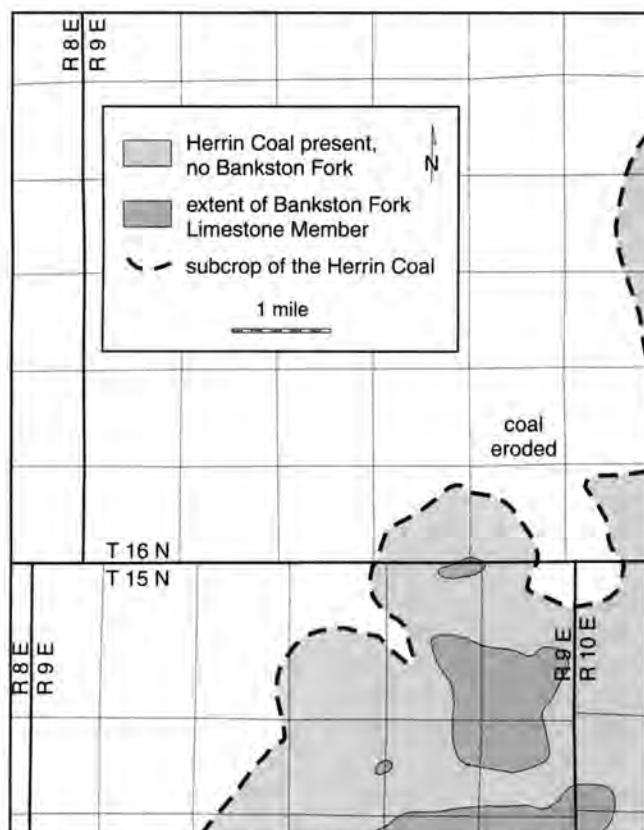 R 8 E
R 9 E
Herrin Coal present,
no Bankston Fork
N
extent of Bankston Fork
Limestone Member
subcrop of the Herrin Coal
1 mile
coal
eroded
T 16 N
T 15 N
R 8 E
R 9 E
R 9 E
R 10 E